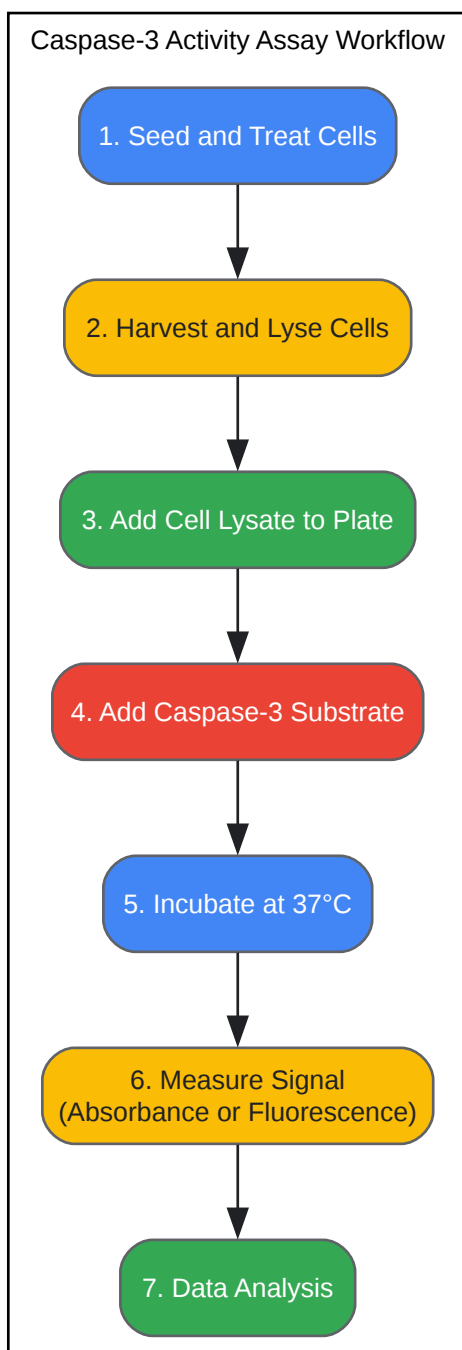 Caspase-3 Activity Assay Workflow
1. Seed and Treat Cells
2. Harvest and Lyse Cells
3. Add Cell Lysate to Plate
4. Add Caspase-3 Substrate
5. Incubate at 37°C
6. Measure Signal
(Absorbance or Fluorescence)
7. Data Analysis